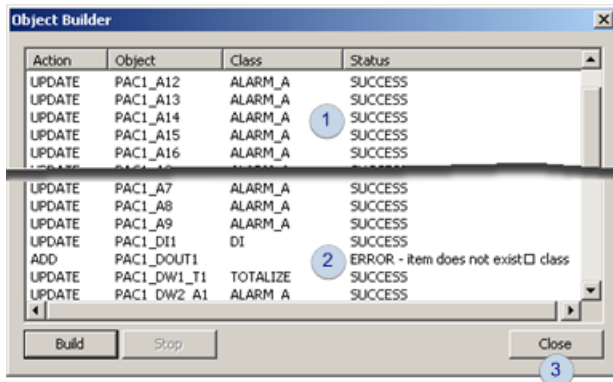 Object Builder
Action Object Class Status
UPDATE PAC1_A12 ALARM_A SUCCESS
UPDATE PAC1_A13 ALARM_A SUCCESS
UPDATE PAC1_A14 ALARM_A SUCCESS
UPDATE PAC1_A15 ALARM_A SUCCESS
UPDATE PAC1_A16 ALARM_A SUCCESS
1
UPDATE PAC1_A7 ALARM_A SUCCESS
UPDATE PAC1_A8 ALARM_A SUCCESS
UPDATE PAC1_A9 ALARM_A SUCCESS
UPDATE PAC1_DI1 DI SUCCESS
ADD PAC1_DOUT1 ERROR - item does not exist□ class
2
UPDATE PAC1_DW1_T1 TOTALIZE SUCCESS
UPDATE PAC1_DW2_A1 ALARM_A SUCCESS
Build Stop Close
3